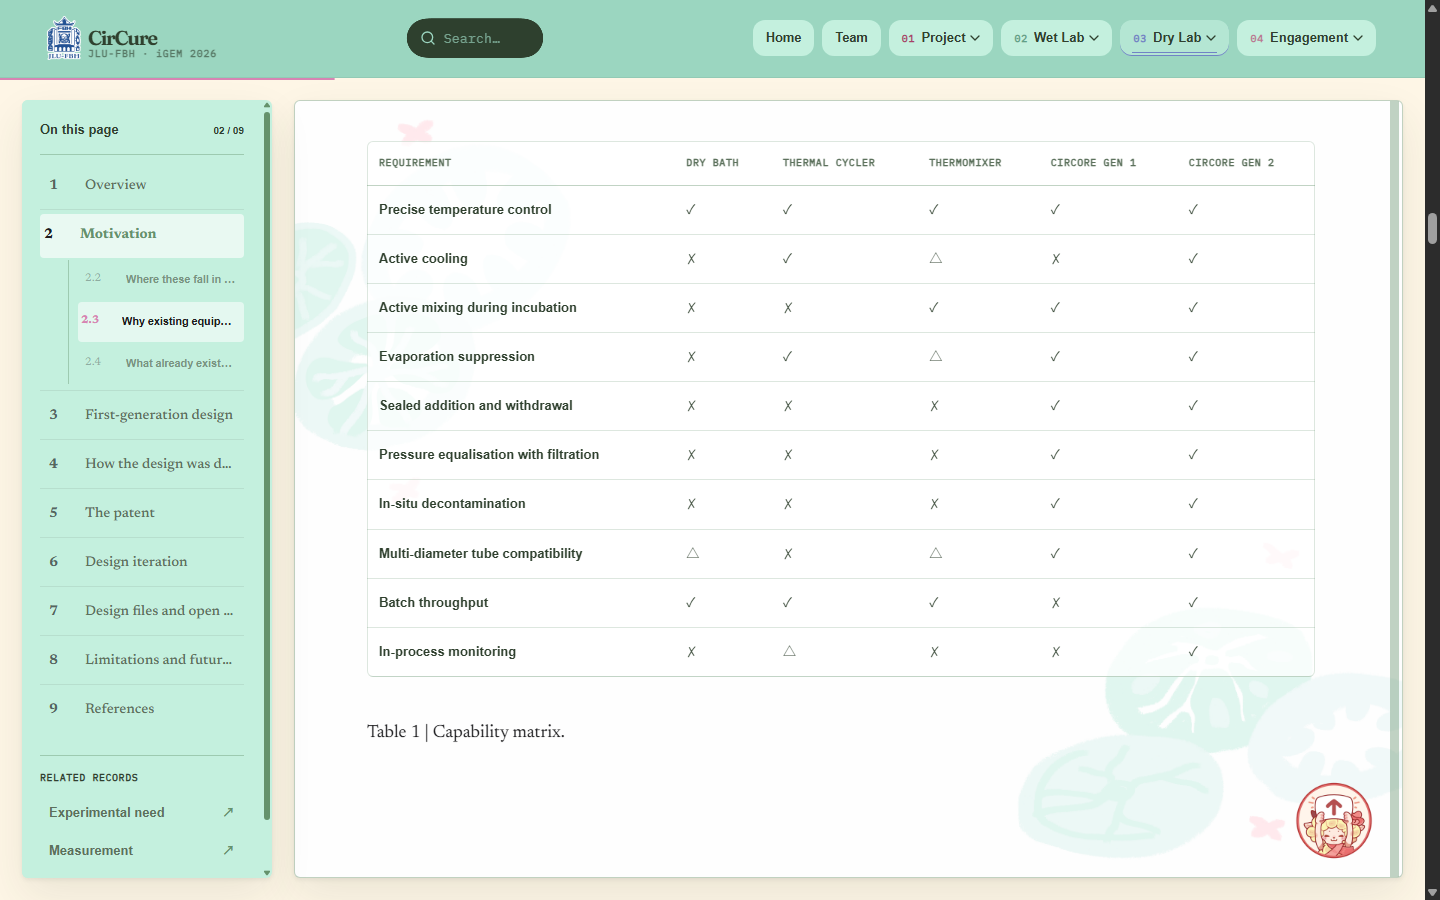 CirCure
JLU-FBH · iGEM 2026
Search…
Home
Team
01 Project
02 Wet Lab
03 Dry Lab
04 Engagement
On this page
02 / 09
1 Overview
2 Motivation
2.2 Where these fall in ...
2.3 Why existing equip...
2.4 What already exist...
3 First-generation design
4 How the design was d...
5 The patent
6 Design iteration
7 Design files and open ...
8 Limitations and futur...
9 References
RELATED RECORDS
Experimental need ↗
Measurement ↗
REQUIREMENT DRY BATH THERMAL CYCLER THERMOMIXER CIRCORE GEN 1 CIRCORE GEN 2
Precise temperature control ✓ ✓ ✓ ✓ ✓
Active cooling ✗ ✓ △ ✗ ✓
Active mixing during incubation ✗ ✗ ✓ ✓ ✓
Evaporation suppression ✗ ✓ △ ✓ ✓
Sealed addition and withdrawal ✗ ✗ ✗ ✓ ✓
Pressure equalisation with filtration ✗ ✗ ✗ ✓ ✓
In-situ decontamination ✗ ✗ ✗ ✓ ✓
Multi-diameter tube compatibility △ ✗ △ ✓ ✓
Batch throughput ✓ ✓ ✓ ✗ ✓
In-process monitoring ✗ △ ✗ ✗ ✓
Table 1 | Capability matrix.
JLU-FBH